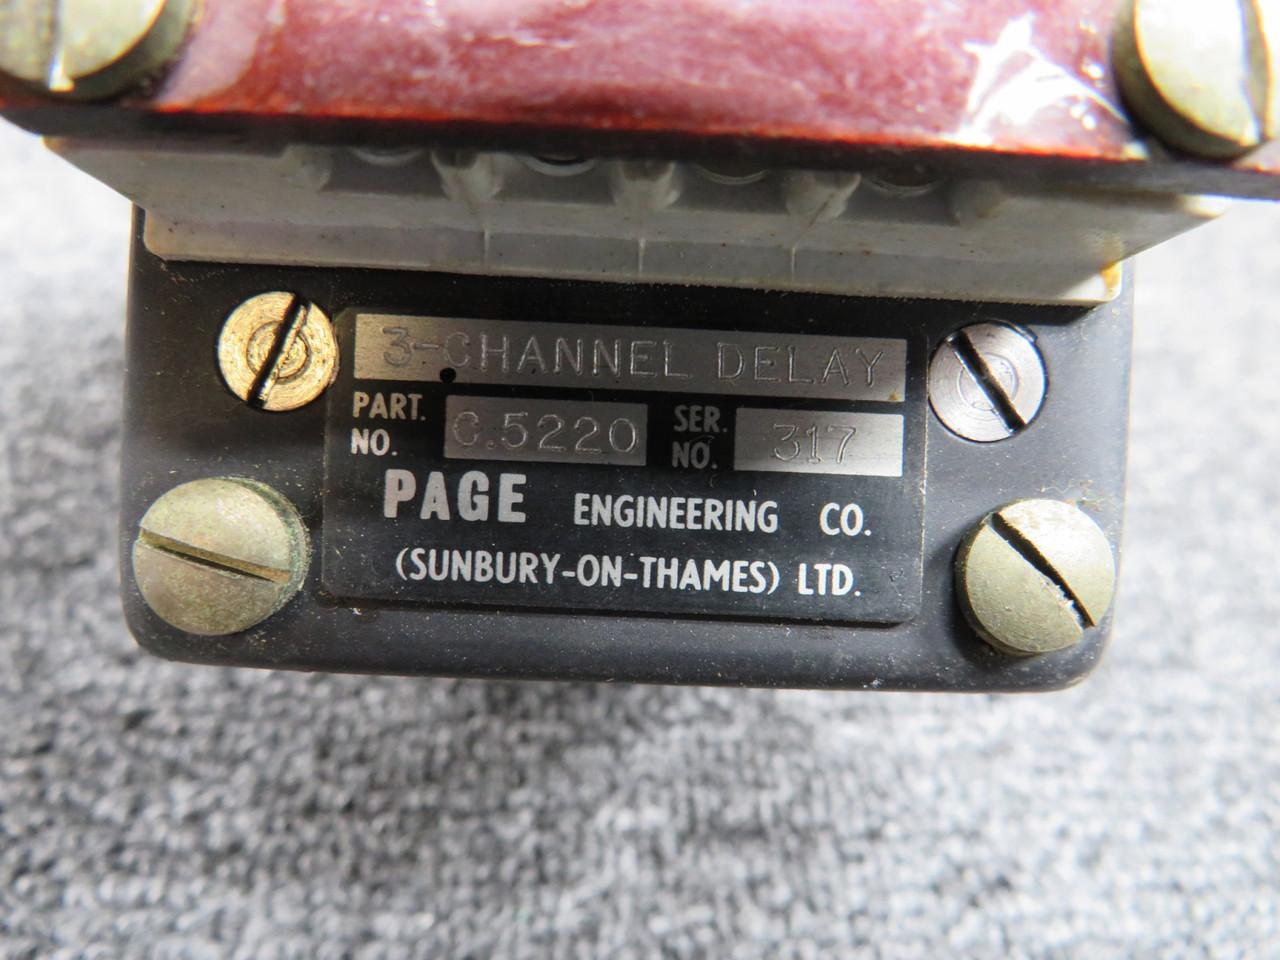 3-CHANNEL DELAY
PART. NO. C.5220 SER. NO. 317
PAGE ENGINEERING CO.
(SUNBURY-ON-THAMES) LTD.